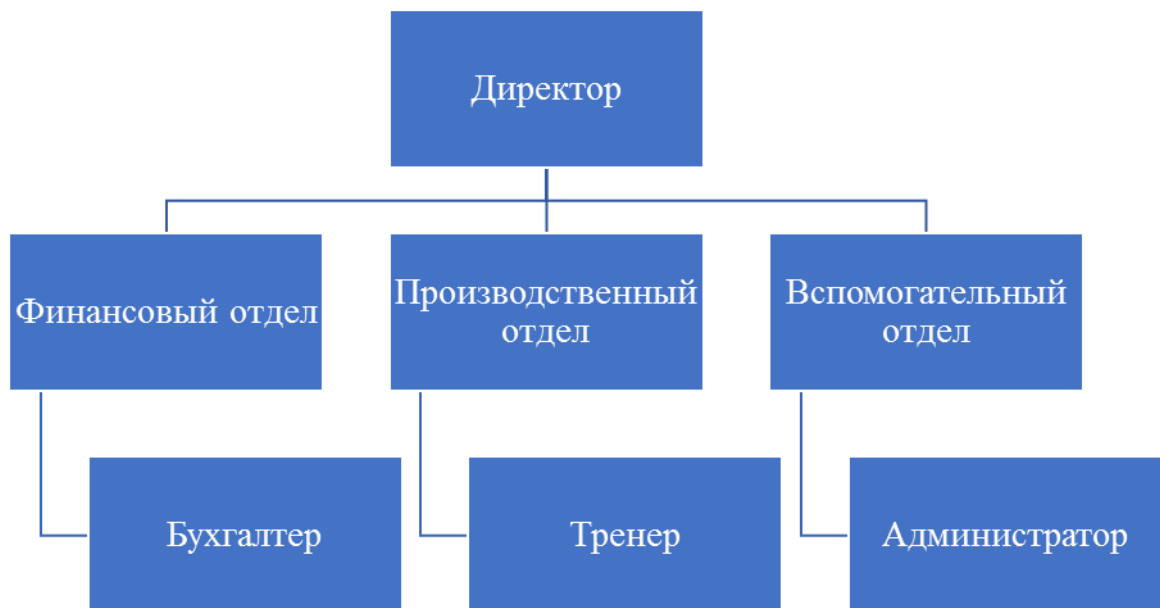 Директор
Финансовый отдел
Производственный
отдел
Вспомогательный
отдел
Бухгалтер
Тренер
Администратор